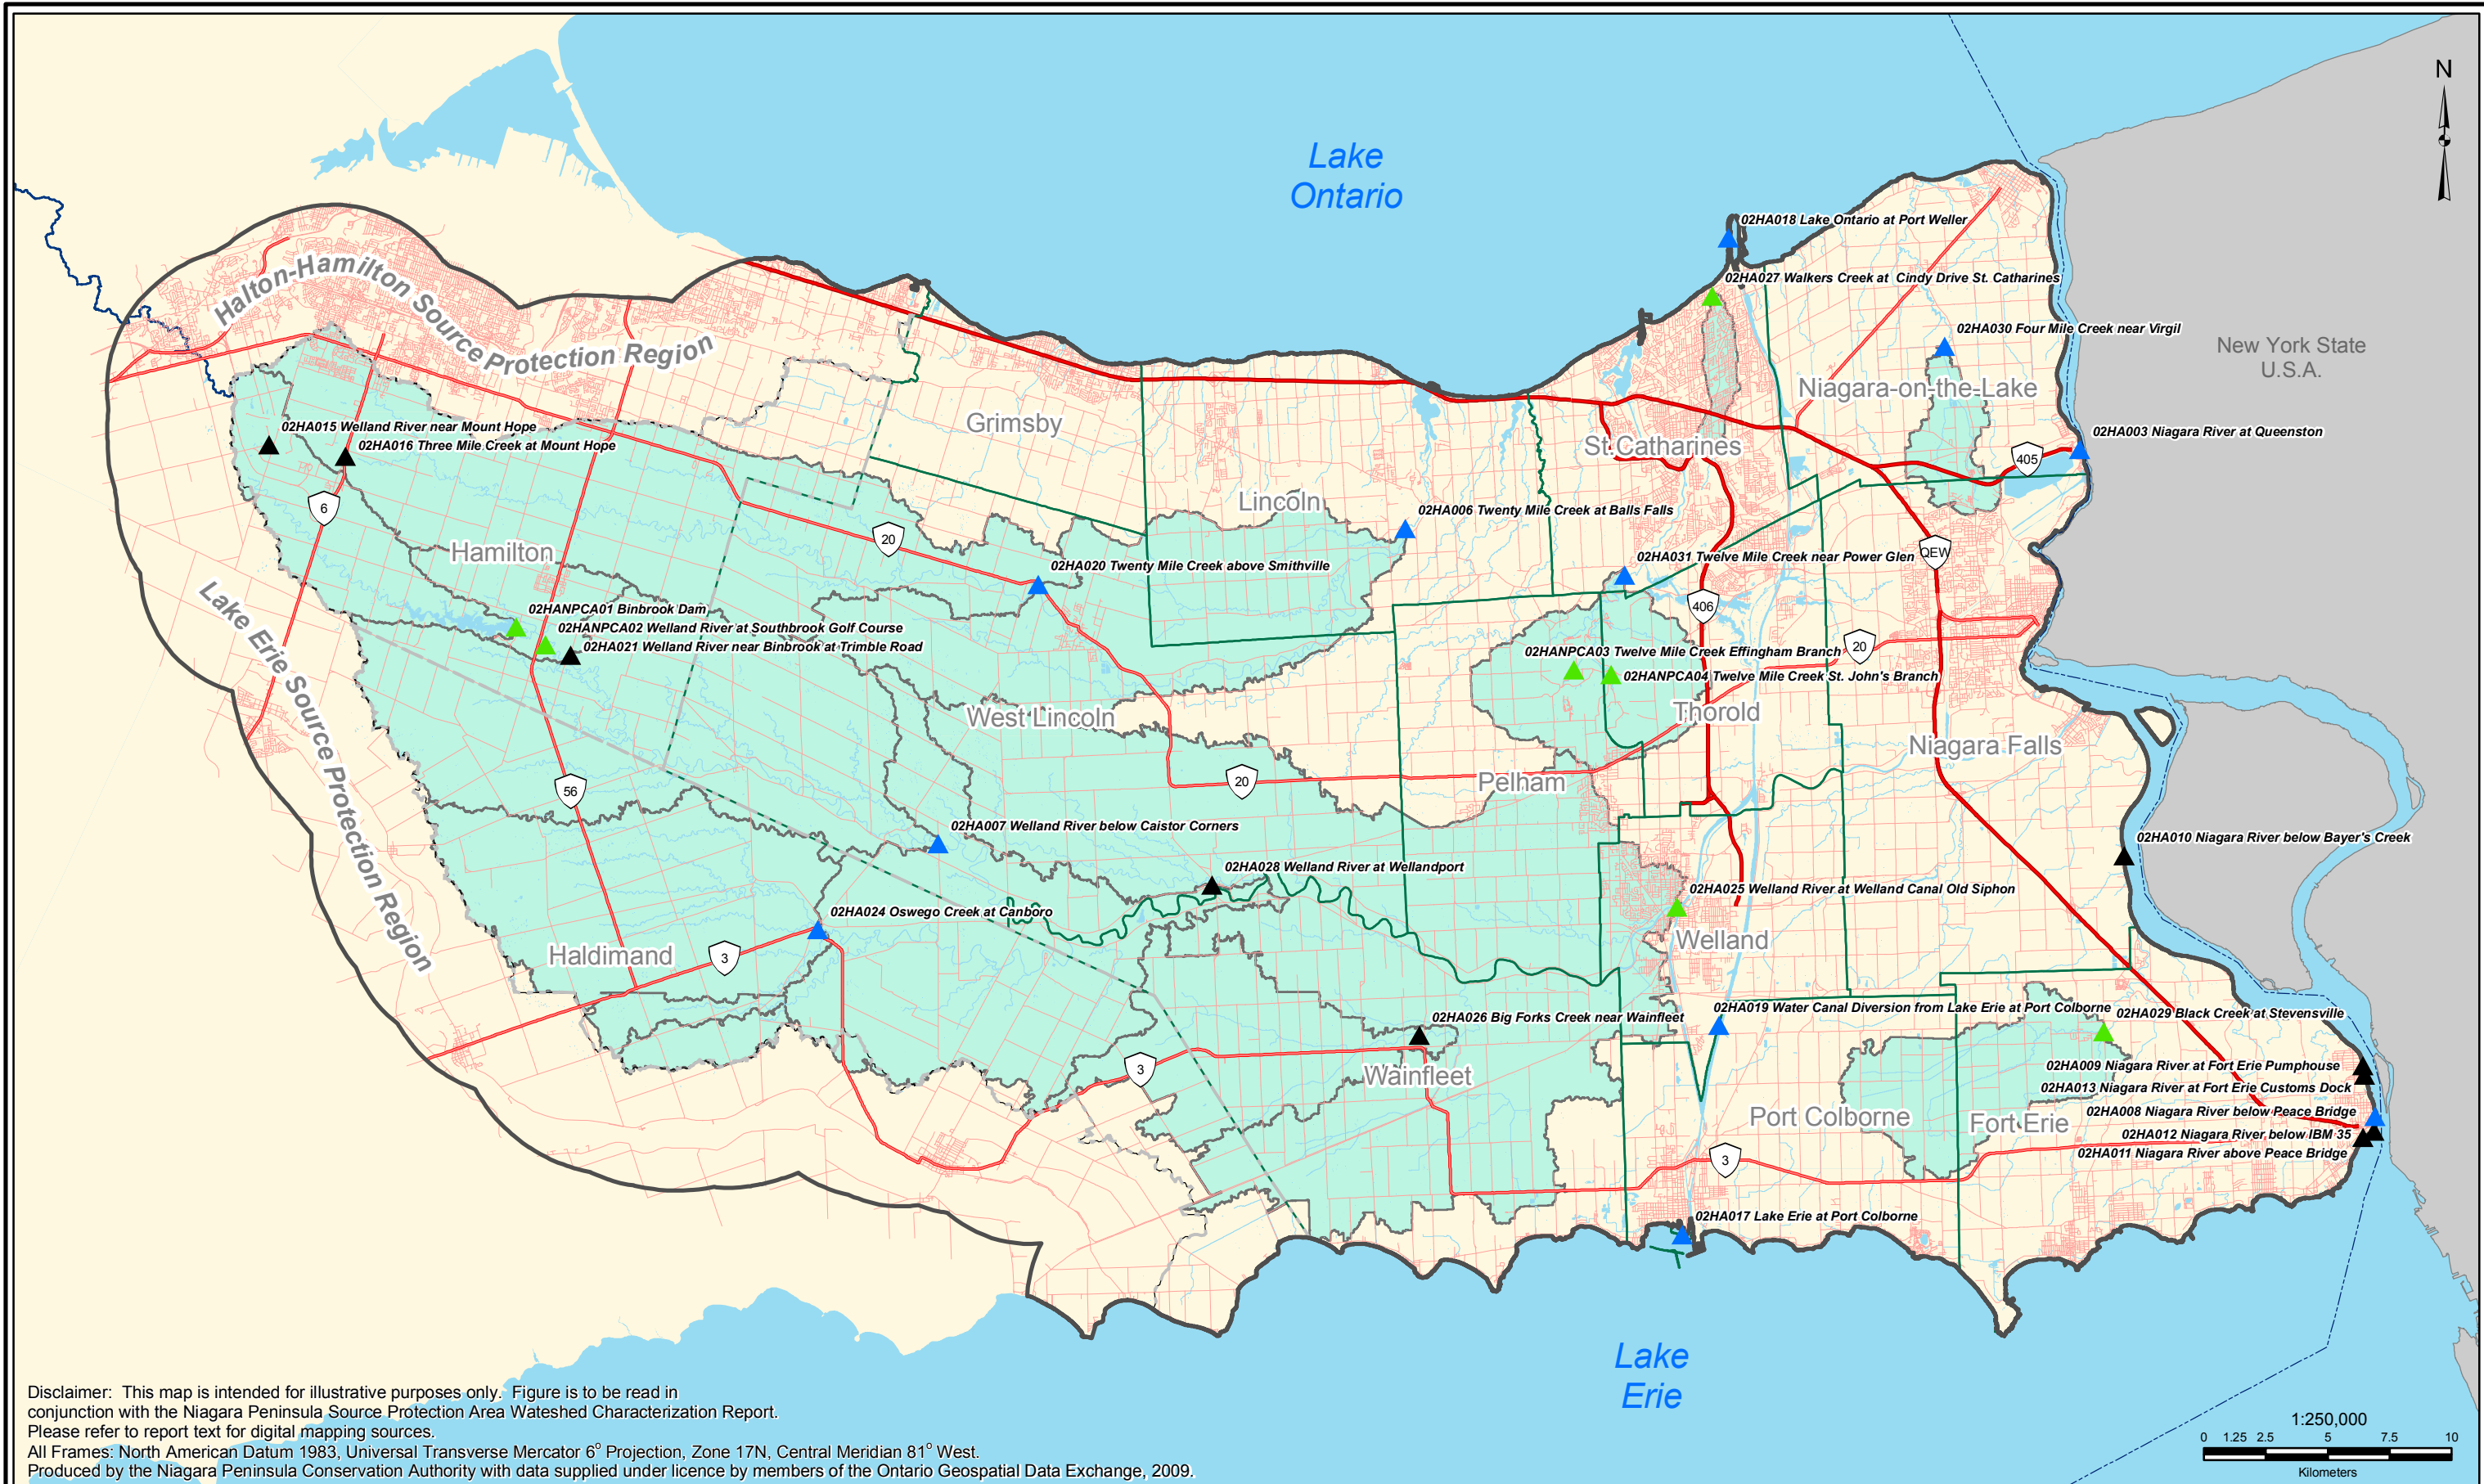 N
Lake
Ontario
02HA018 Lake Ontario at Port Weller
02HA027 Walkers Creek at Cindy Drive St. Catharines
Halton-Hamilton Source Protection Region
02HA030 Four Mile Creek near Virgil
New York State
U.S.A.
Niagara-on-the-Lake
Grimsby
02HA015 Welland River near Mount Hope
02HA016 Three Mile Creek at Mount Hope
02HA003 Niagara River at Queenston
St.Catharines
405
Lincoln
6
02HA006 Twenty Mile Creek at Balls Falls
20
Hamilton
QEW
02HA031 Twelve Mile Creek near Power Glen
02HA020 Twenty Mile Creek above Smithville
406
02HANPCA01 Binbrook Dam
02HANPCA02 Welland River at Southbrook Golf Course
02HA021 Welland River near Binbrook at Trimble Road
20
02HANPCA03 Twelve Mile Creek Effingham Branch
02HANPCA04 Twelve Mile Creek St. John's Branch
Lake Erie Source Protection Region
West Lincoln
Thorold
Niagara Falls
20
Pelham
56
02HA007 Welland River below Caistor Corners
02HA010 Niagara River below Bayer's Creek
02HA028 Welland River at Wellandport
02HA025 Welland River at Welland Canal Old Siphon
02HA024 Oswego Creek at Canboro
Welland
Haldimand
3
02HA019 Water Canal Diversion from Lake Erie at Port Colborne
02HA029 Black Creek at Stevensville
02HA026 Big Forks Creek near Wainfleet
3
Wainfleet
02HA009 Niagara River at Fort Erie Pumphouse
02HA013 Niagara River at Fort Erie Customs Dock
02HA008 Niagara River below Peace Bridge
Port Colborne
Fort Erie
02HA012 Niagara River below IBM 35
02HA011 Niagara River above Peace Bridge
3
02HA017 Lake Erie at Port Colborne
Lake
Erie
Disclaimer: This map is intended for illustrative purposes only. Figure is to be read in
conjunction with the Niagara Peninsula Source Protection Area Wateshed Characterization Report.
Please refer to report text for digital mapping sources.
All Frames: North American Datum 1983, Universal Transverse Mercator 6° Projection, Zone 17N, Central Meridian 81° West.
Produced by the Niagara Peninsula Conservation Authority with data supplied under licence by members of the Ontario Geospatial Data Exchange, 2009.
1:250,000
0 1.25 2.5 5 7.5 10
Kilometers